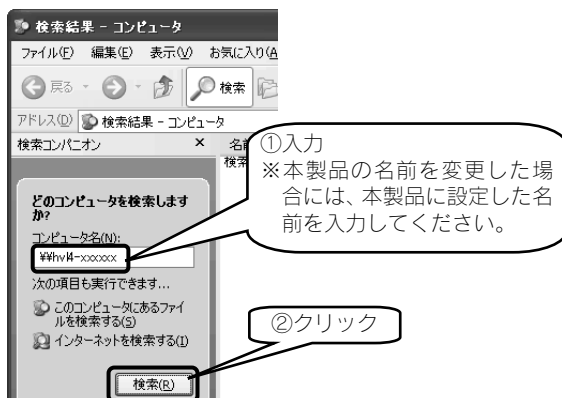 検索結果 - コンピュータ
ファイル(F) 編集(E) 表示(V) お気に入り(A
戻る 検索
アドレス(D) 検索結果 - コンピュータ
検索コンパニオン × 名前
検索
どのコンピュータを検索します
か?
コンピュータ名(N):
¥¥hvl4-xxxxxx
次の項目も実行できます...
このコンピュータにあるファイ
ルを検索する(S)
インターネットを検索する(I)
検索(R)
①入力
※本製品の名前を変更した場
合には、本製品に設定した名
前を入力してください。
②クリック